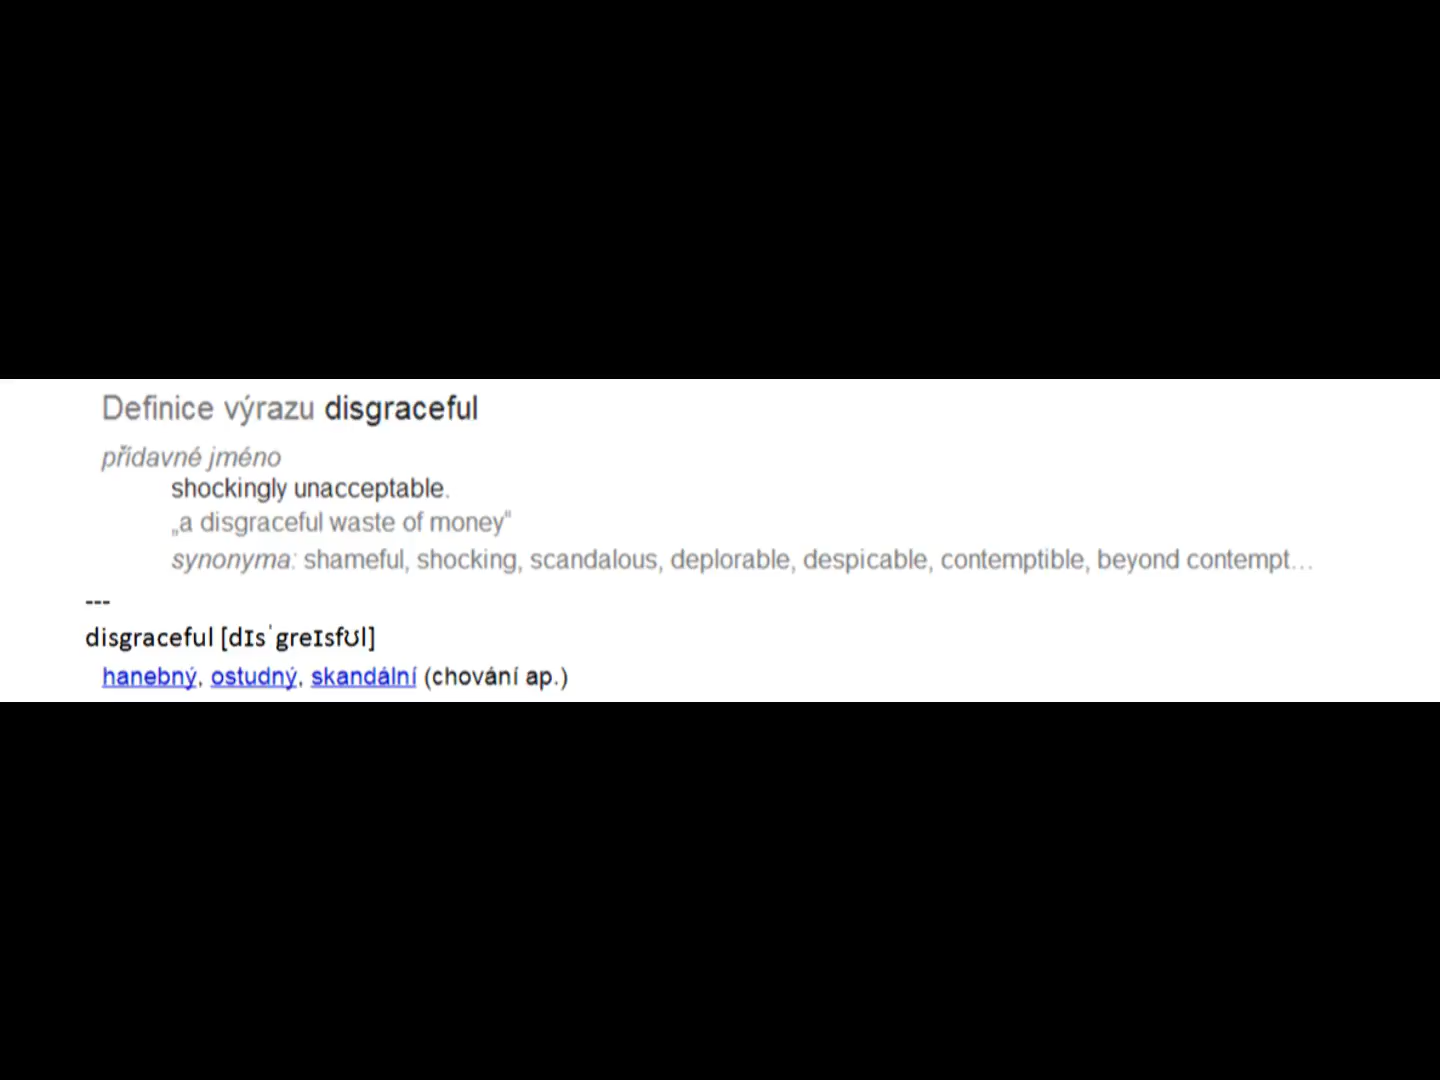 Definice výrazu disgraceful
přídavné jméno
shockingly unacceptable.
„a disgraceful waste of money“
synonyma: shameful, shocking, scandalous, deplorable, despicable, contemptible, beyond contempt…
---
disgraceful [dɪsˈgreɪsfʊl]
hanebný, ostudný, skandální (chování ap.)